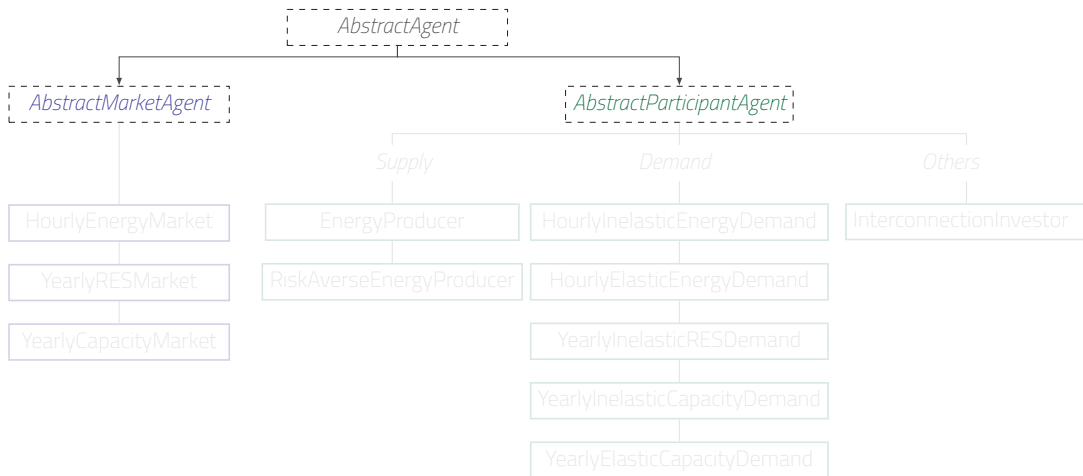 AbstractAgent
AbstractMarketAgent
AbstractParticipantAgent
Supply
Demand
Others
HourlyEnergyMarket
EnergyProducer
HourlyInelasticEnergyDemand
InterconnectionInvestor
YearlyRESMarket
RiskAverseEnergyProducer
HourlyElasticEnergyDemand
YearlyCapacityMarket
YearlyInelasticRESDemand
YearlyInelasticCapacityDemand
YearlyElasticCapacityDemand